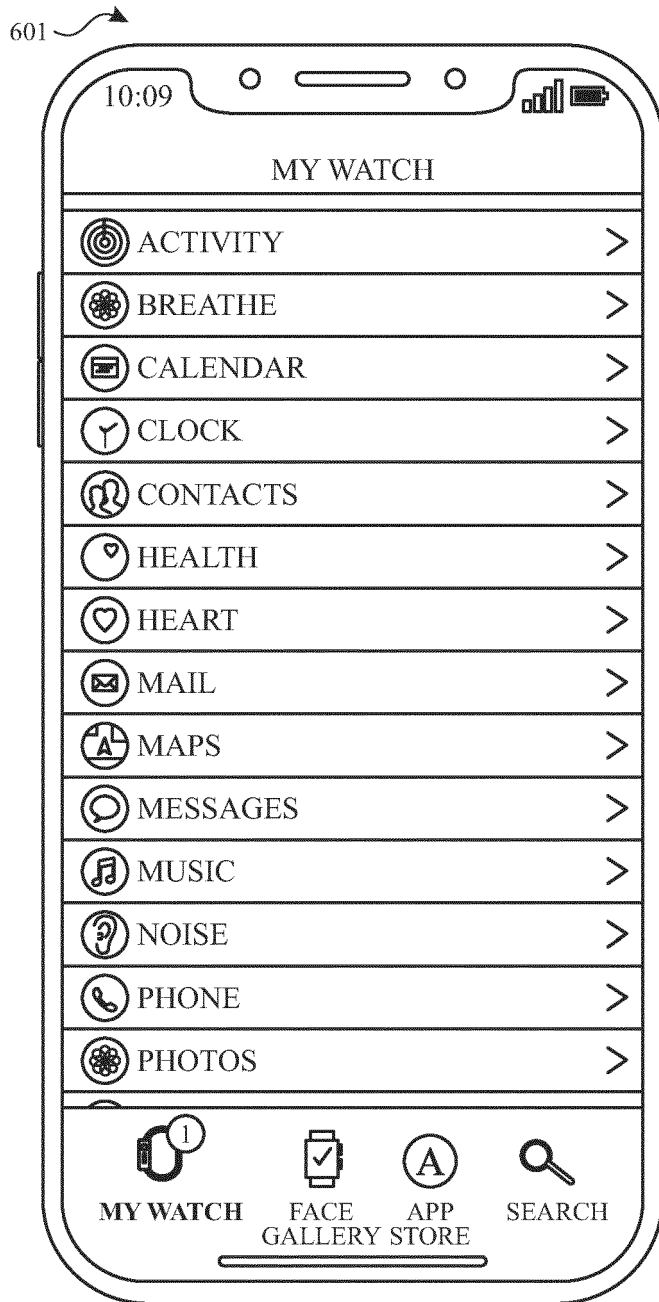 601
10:09
MY WATCH
ACTIVITY
BREATHE
CALENDAR
CLOCK
CONTACTS
HEALTH
HEART
MAIL
MAPS
MESSAGES
MUSIC
NOISE
PHONE
PHOTOS
1
A
MY WATCH
FACE GALLERY
APP STORE
SEARCH